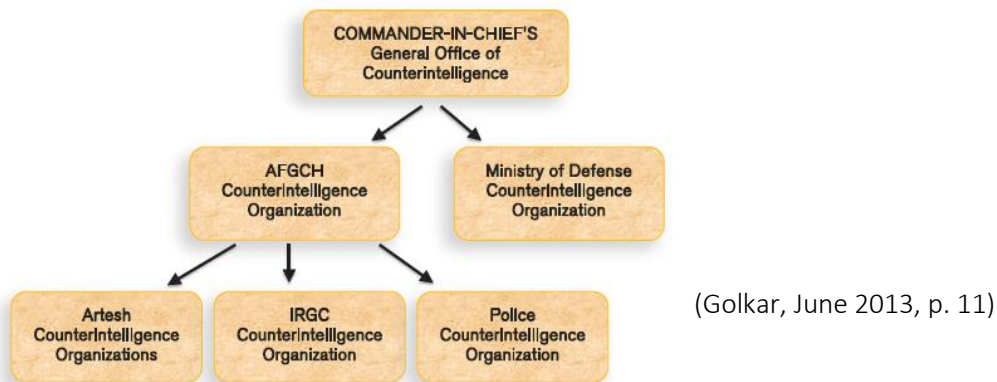 COMMANDER-IN-CHIEF'S
General Office of
Counterintelligence
AFGCH
CounterIntelligence
Organization
Ministry of Defense
CounterIntelligence
Organization
Artesh
CounterIntelligence
Organizations
IRGC
CounterIntelligence
Organization
Police
CounterIntelligence
Organization
(Golkar, June 2013, p. 11)